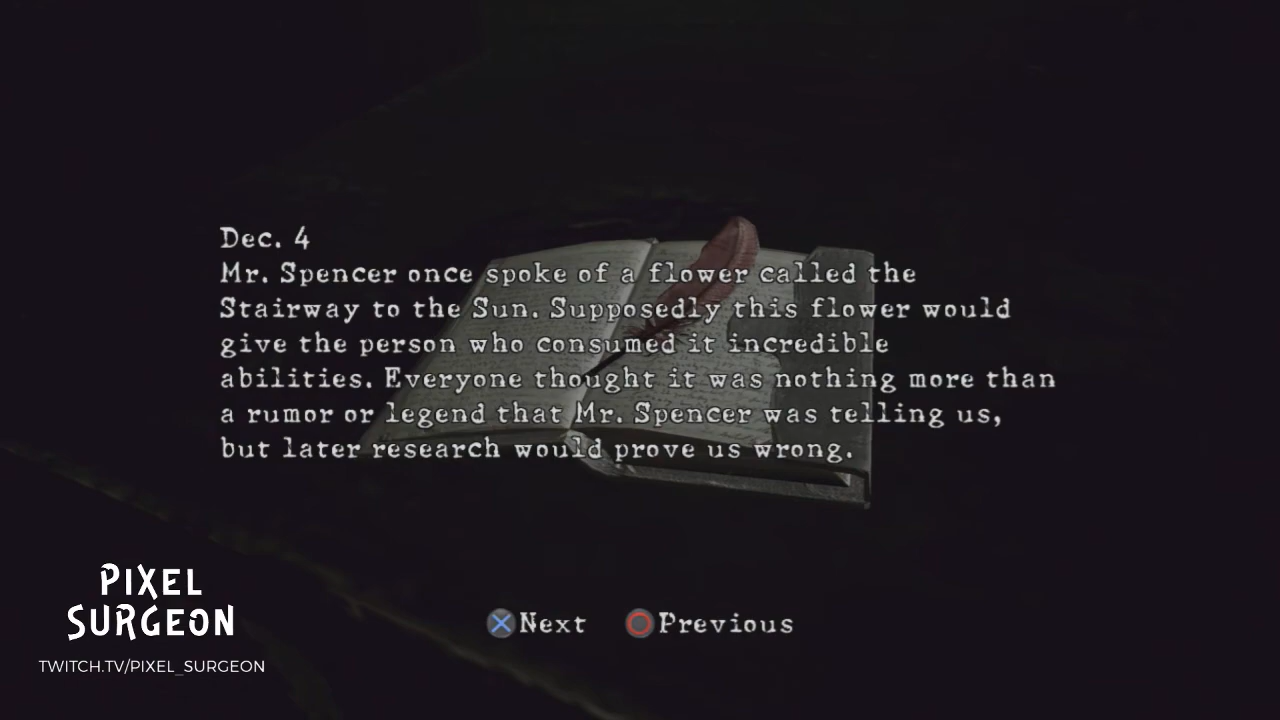 Dec. 4
Mr. Spencer once spoke of a flower called the
Stairway to the Sun. Supposedly this flower would
give the person who consumed it incredible
abilities. Everyone thought it was nothing more than
a rumor or legend that Mr. Spencer was telling us,
but later research would prove us wrong.
PIXEL
SURGEON
TWITCH.TV/PIXEL_SURGEON
Next Previous